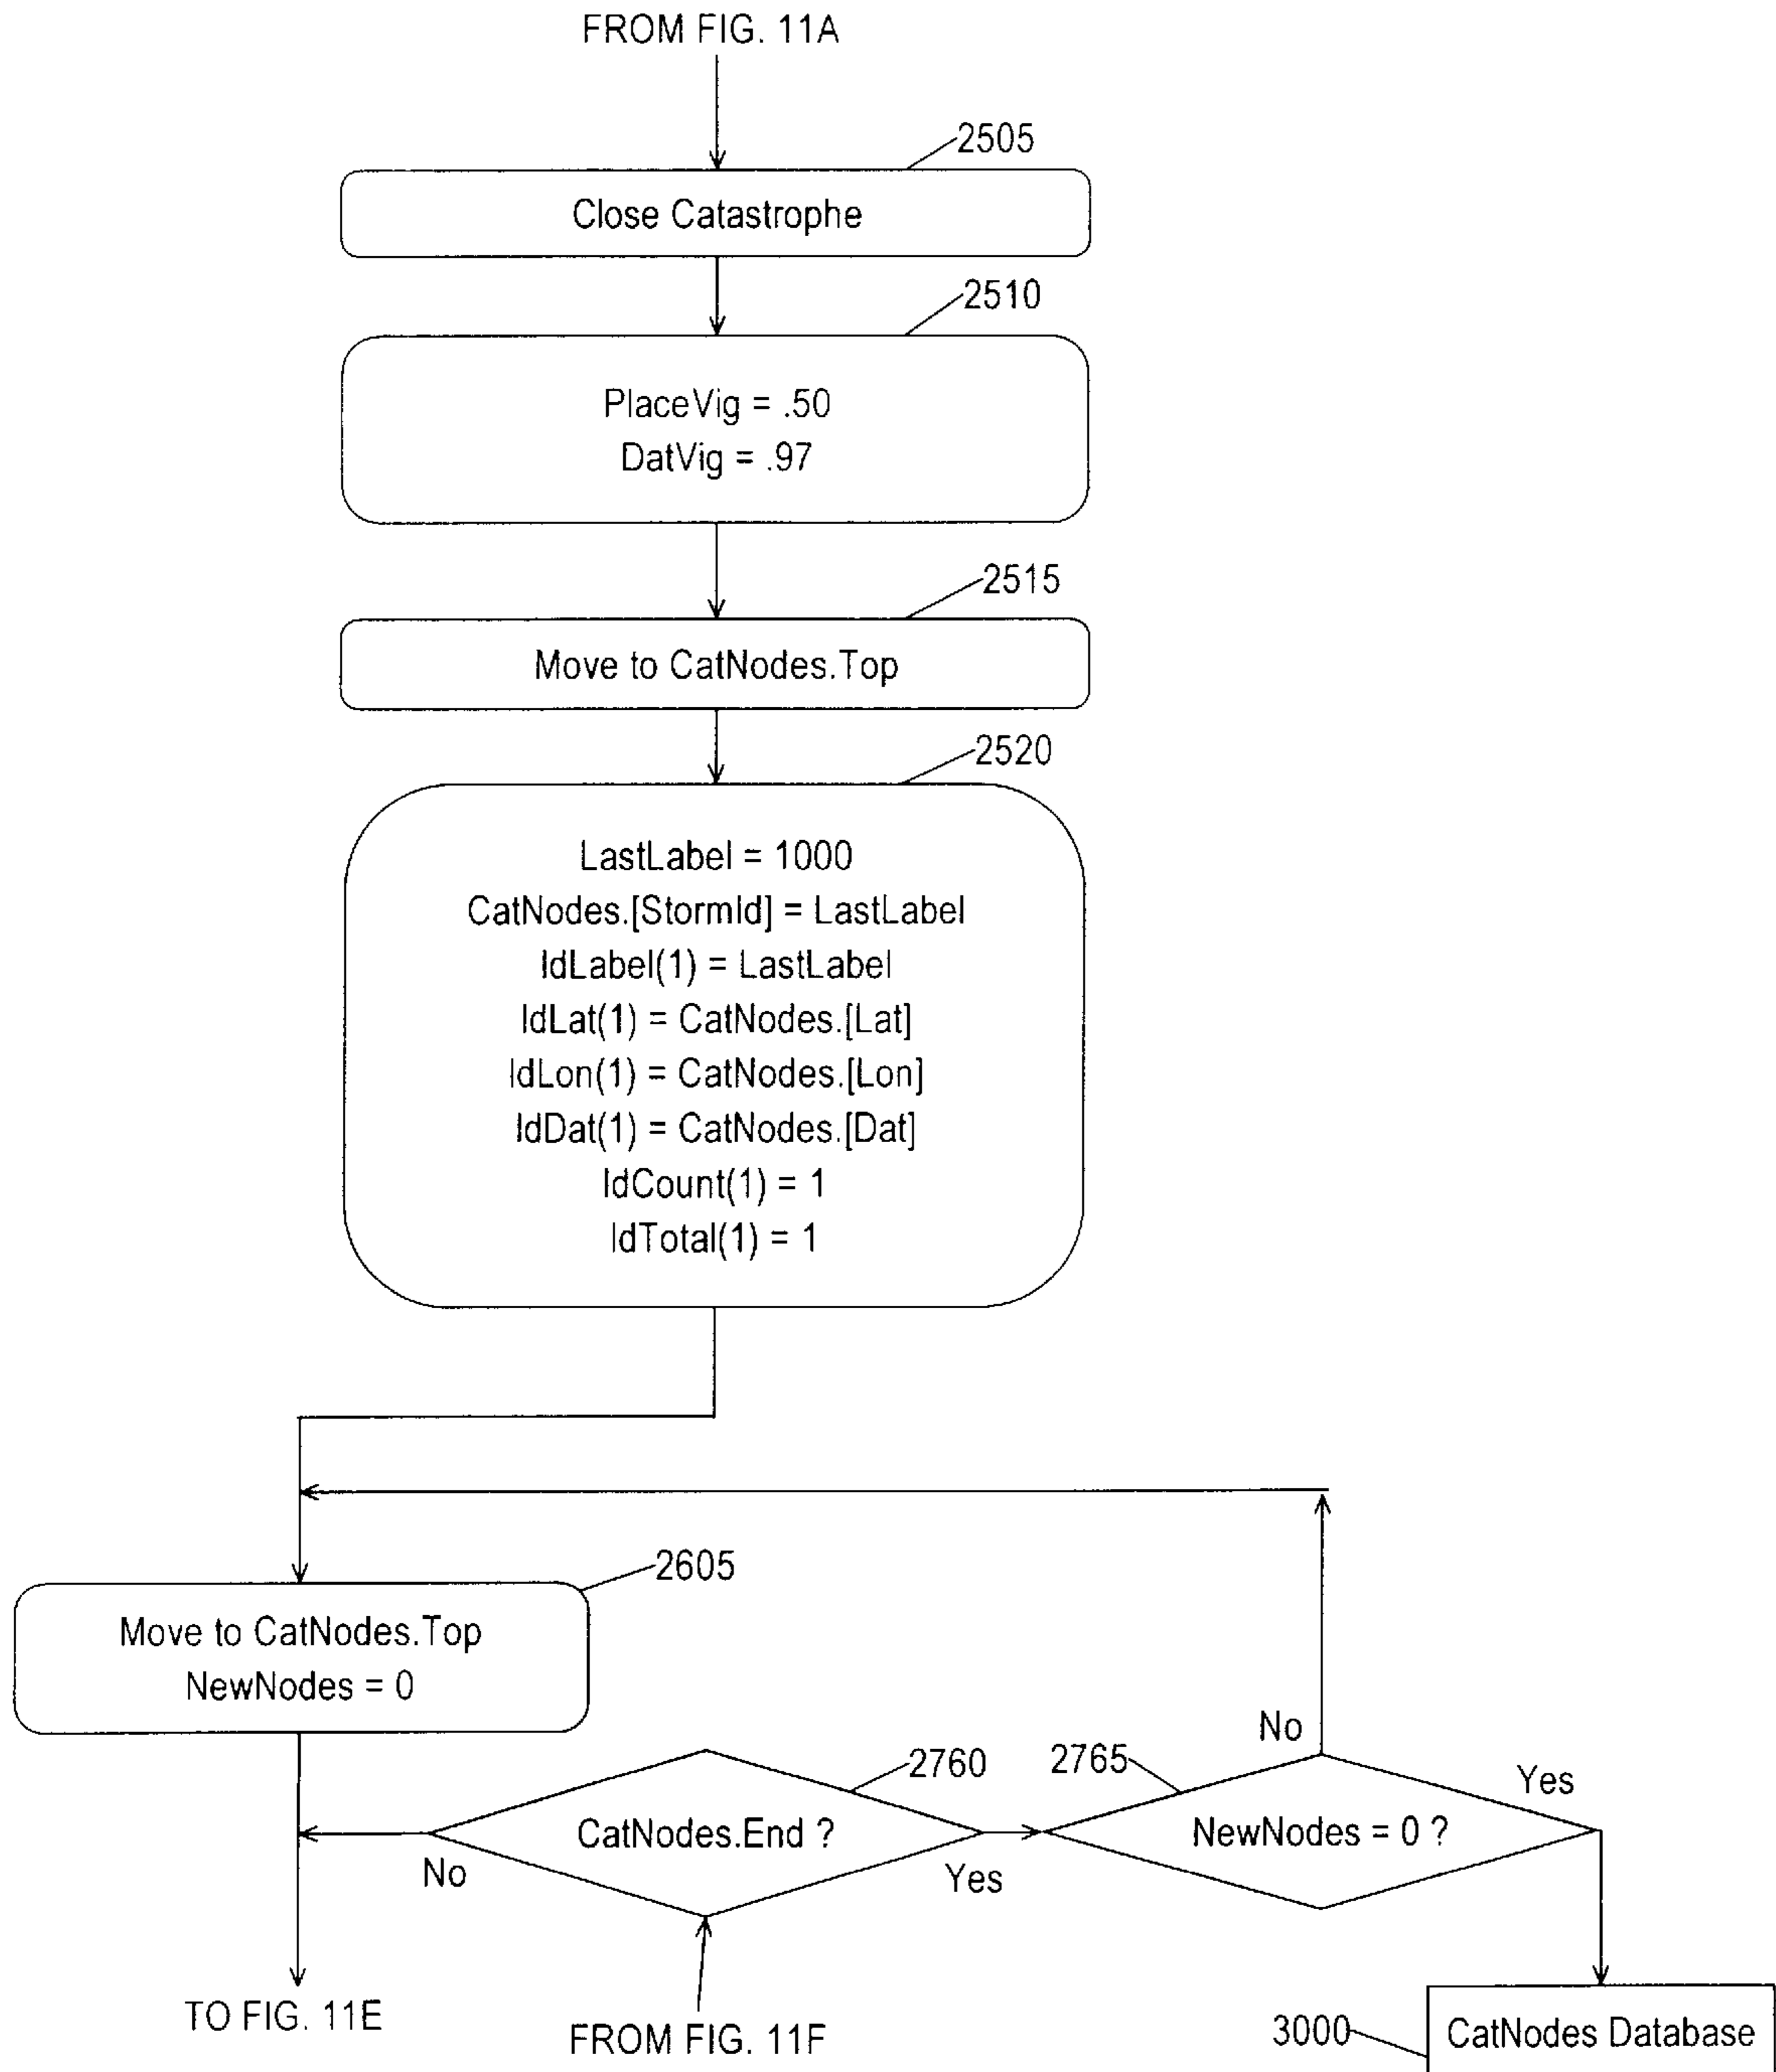 FROM FIG. 11A
2505
Close Catastrophe
2510
PlaceVig = .50
DatVig = .97
2515
Move to CatNodes.Top
2520
LastLabel = 1000
CatNodes.[StormId] = LastLabel
IdLabel(1) = LastLabel
IdLat(1) = CatNodes.[Lat]
IdLon(1) = CatNodes.[Lon]
IdDat(1) = CatNodes.[Dat]
IdCount(1) = 1
IdTotal(1) = 1
2605
Move to CatNodes.Top
NewNodes = 0
No
2760
2765
Yes
CatNodes.End ?
NewNodes = 0 ?
No
Yes
TO FIG. 11E
FROM FIG. 11F
3000
CatNodes Database